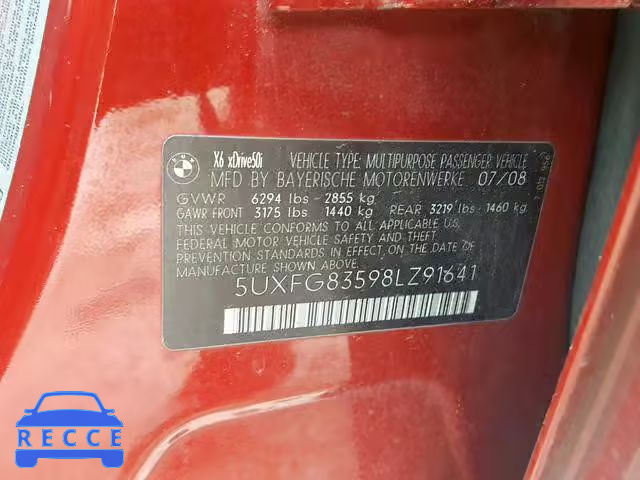 BMW
X6 xDrive50i VEHICLE TYPE: MULTIPURPOSE PASSENGER VEHICLE
MFD BY BAYERISCHE MOTORENWERKE 07/08
GVWR 6294 lbs - 2855 kg
GAWR FRONT 3175 lbs 1440 kg REAR 3219 lbs - 1460 kg
THIS VEHICLE CONFORMS TO ALL APPLICABLE
FEDERAL MOTOR VEHICLE SAFETY AND THEFT
PREVENTION STANDARDS IN EFFECT ON THE DATE OF
MANUFACTURE SHOWN ABOVE.
5UXFG83598LZ91641
RECCE